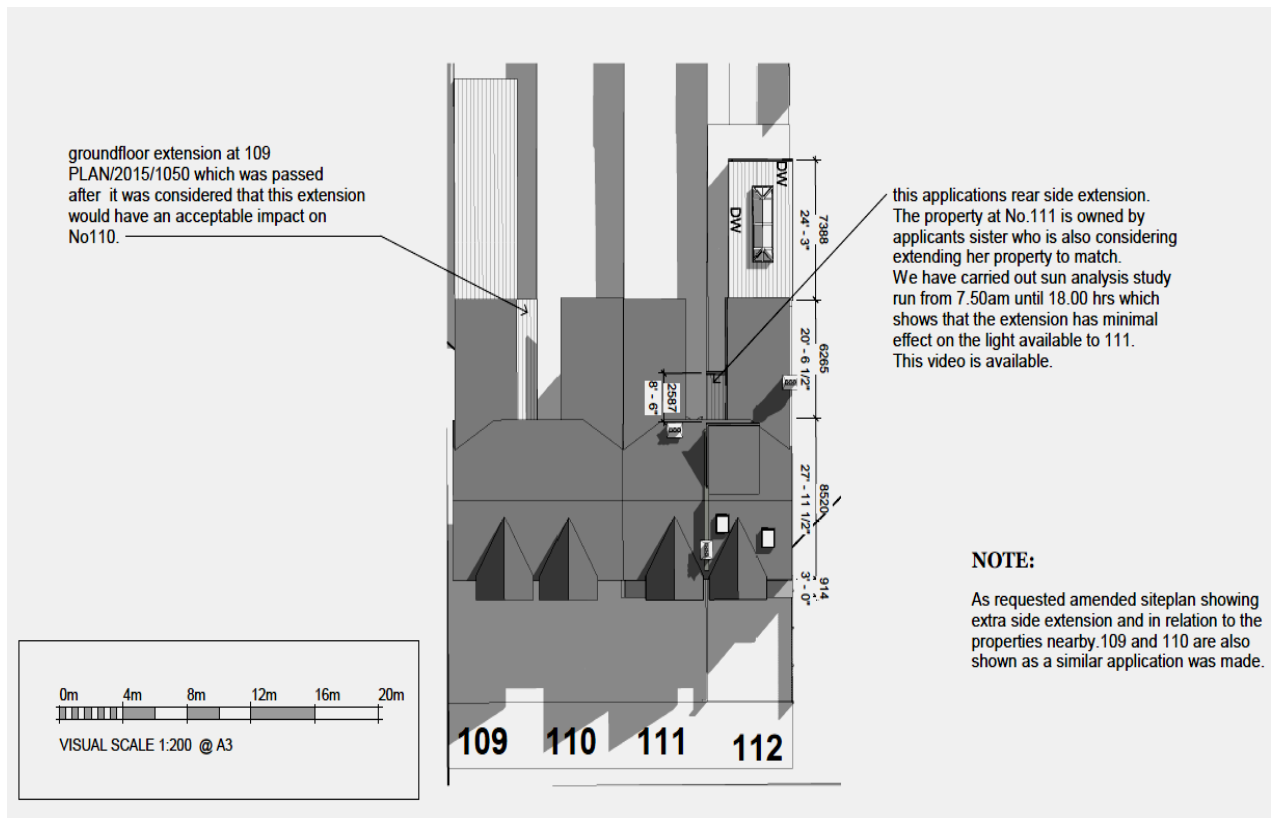 groundfloor extension at 109
PLAN/2015/1050 which was passed
after it was considered that this extension
would have an acceptable impact on
No110.
this applications rear side extension.
The property at No.111 is owned by
applicants sister who is also considering
extending her property to match.
We have carried out sun analysis study
run from 7.50am until 18.00 hrs which
shows that the extension has minimal
effect on the light available to 111.
This video is available.
DW
DW
7388
24' - 3"
6265
20' - 6 1/2"
2587
8' - 6"
8520
27' - 11 1/2"
914
3' - 0"
NOTE:
As requested amended siteplan showing
extra side extension and in relation to the
properties nearby.109 and 110 are also
shown as a similar application was made.
0m 4m 8m 12m 16m 20m
VISUAL SCALE 1:200 @ A3
109 110 111 112